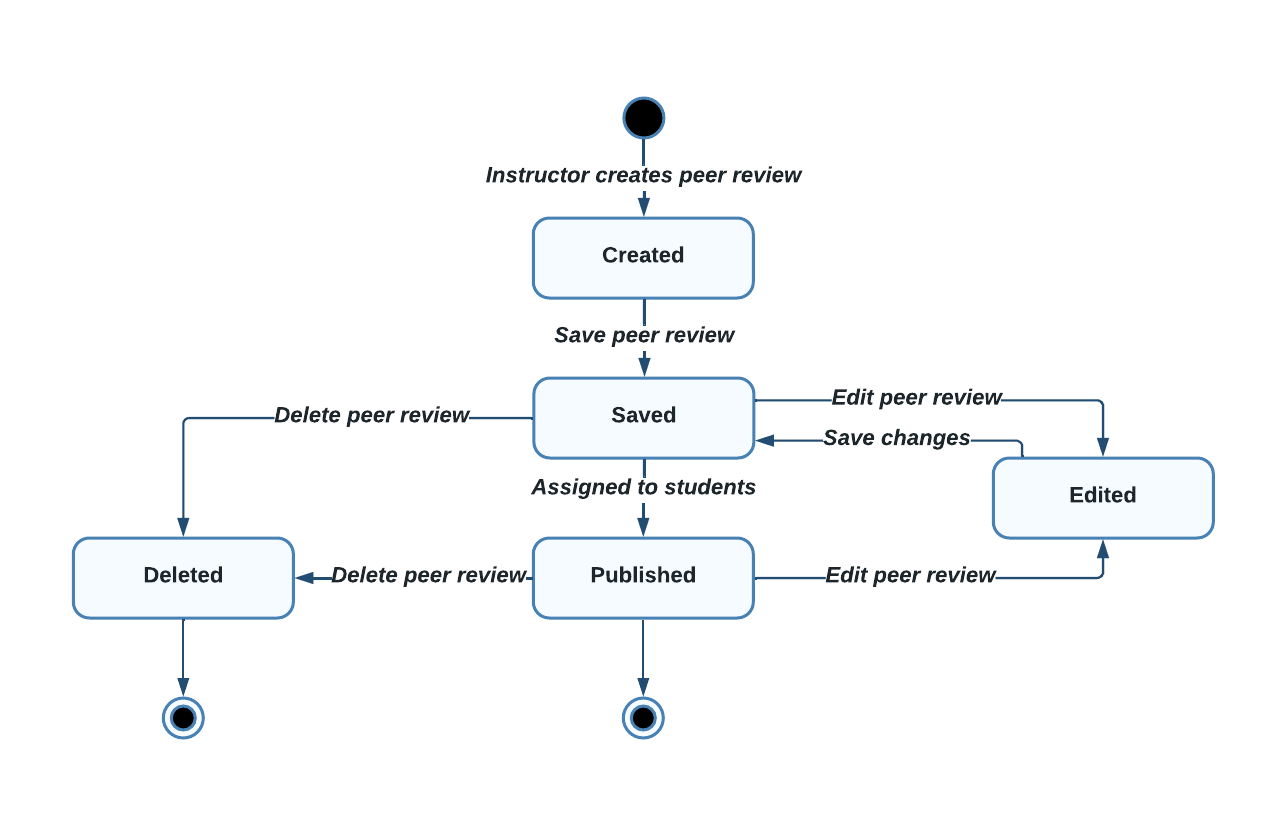 Instructor creates peer review
Created
Save peer review
Saved
Delete peer review
Edit peer review
Save changes
Assigned to students
Edited
Deleted
Delete peer review
Published
Edit peer review